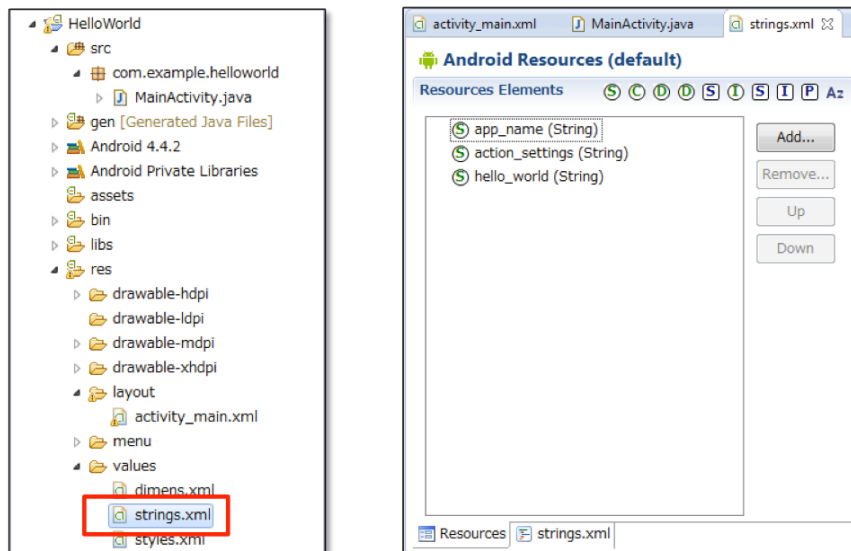 HelloWorld
src
com.example.helloworld
MainActivity.java
gen [Generated Java Files]
Android 4.4.2
Android Private Libraries
assets
bin
libs
res
drawable-hdpi
drawable-ldpi
drawable-mdpi
drawable-xhdpi
layout
activity_main.xml
menu
values
dimens.xml
strings.xml
styles.xml
activity_main.xml MainActivity.java strings.xml
Android Resources (default)
Resources Elements S C D D S I S I P Az
S app_name (String)
S action_settings (String)
S hello_world (String)
Add...
Remove...
Up
Down
Resources strings.xml